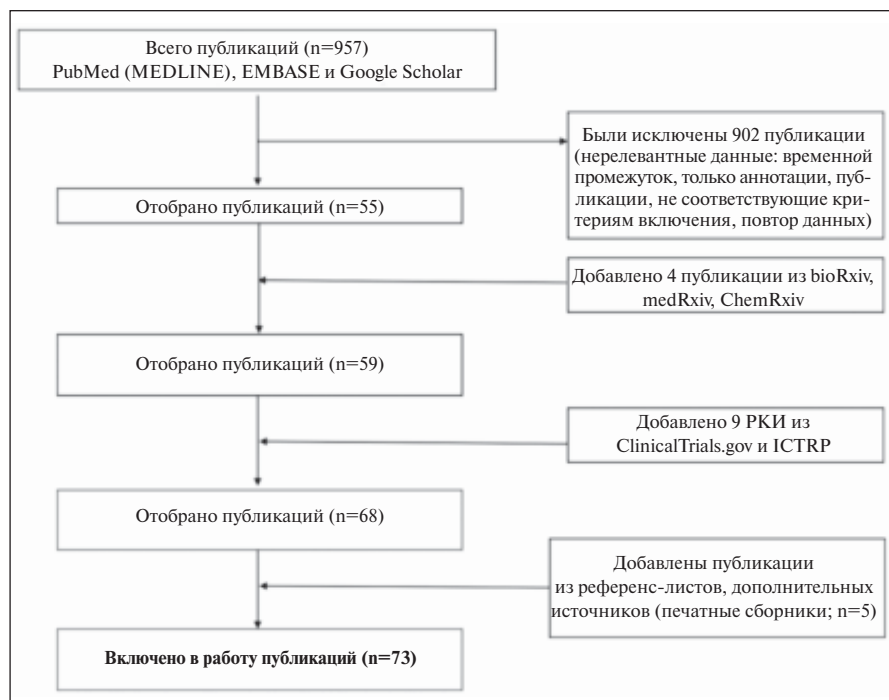 Всего публикаций (n=957)
PubMed (MEDLINE), EMBASE и Google Scholar
Были исключены 902 публикации
(нерелевантные данные: временной
промежуток, только аннотации, пуб-
ликации, не соответствующие кри-
териям включения, повтор данных)
Отобрано публикаций (n=55)
Добавлено 4 публикации из bioRxiv,
medRxiv, ChemRxiv
Отобрано публикаций (n=59)
Добавлено 9 РКИ из
ClinicalTrials.gov и ICTRP
Отобрано публикаций (n=68)
Добавлены публикации
из референс-листов, дополнительных
источников (печатные сборники; n=5)
Включено в работу публикаций (n=73)